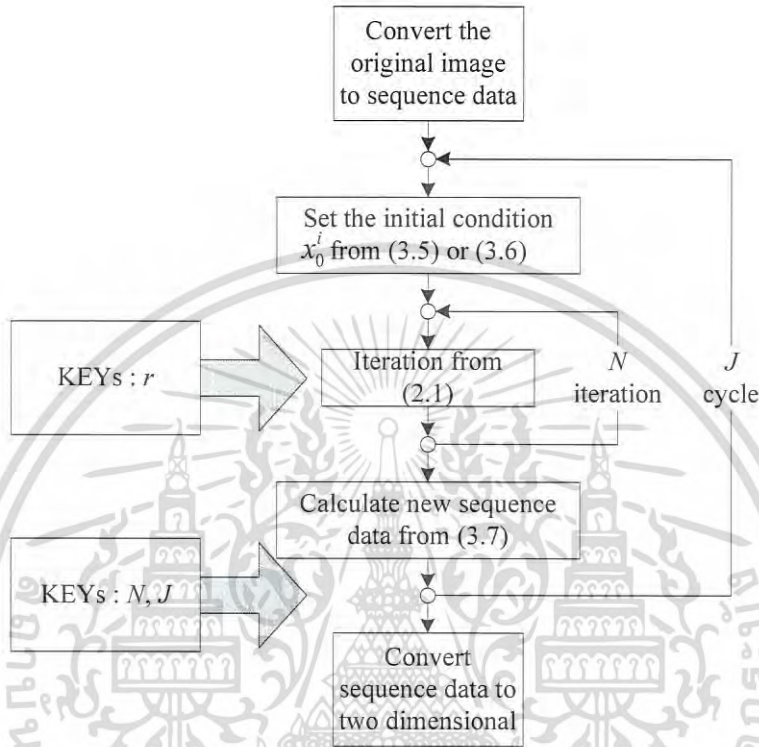 Convert the
original image
to sequence data
Set the initial condition
x_0^i from (3.5) or (3.6)
KEYs : r
Iteration from
(2.1)
N
iteration
J
cycle
Calculate new sequence
data from (3.7)
KEYs : N, J
Convert
sequence data to
two dimensional